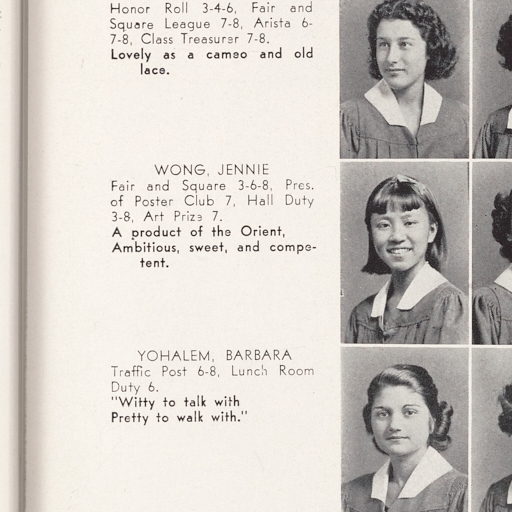 Honor Roll 3-4-6, Fair and
Square League 7-8, Arista 6-
7-8, Class Treasurer 7-8.
Lovely as a cameo and old
lace.
WONG, JENNIE
Fair and Square 3-6-8, Pres.
of Poster Club 7, Hall Duty
3-8, Art Prize 7.
A product of the Orient,
Ambitious, sweet, and compe-
tent.
YOHALEM, BARBARA
Traffic Post 6-8, Lunch Room
Duty 6.
"Witty to talk with
Pretty to walk with."